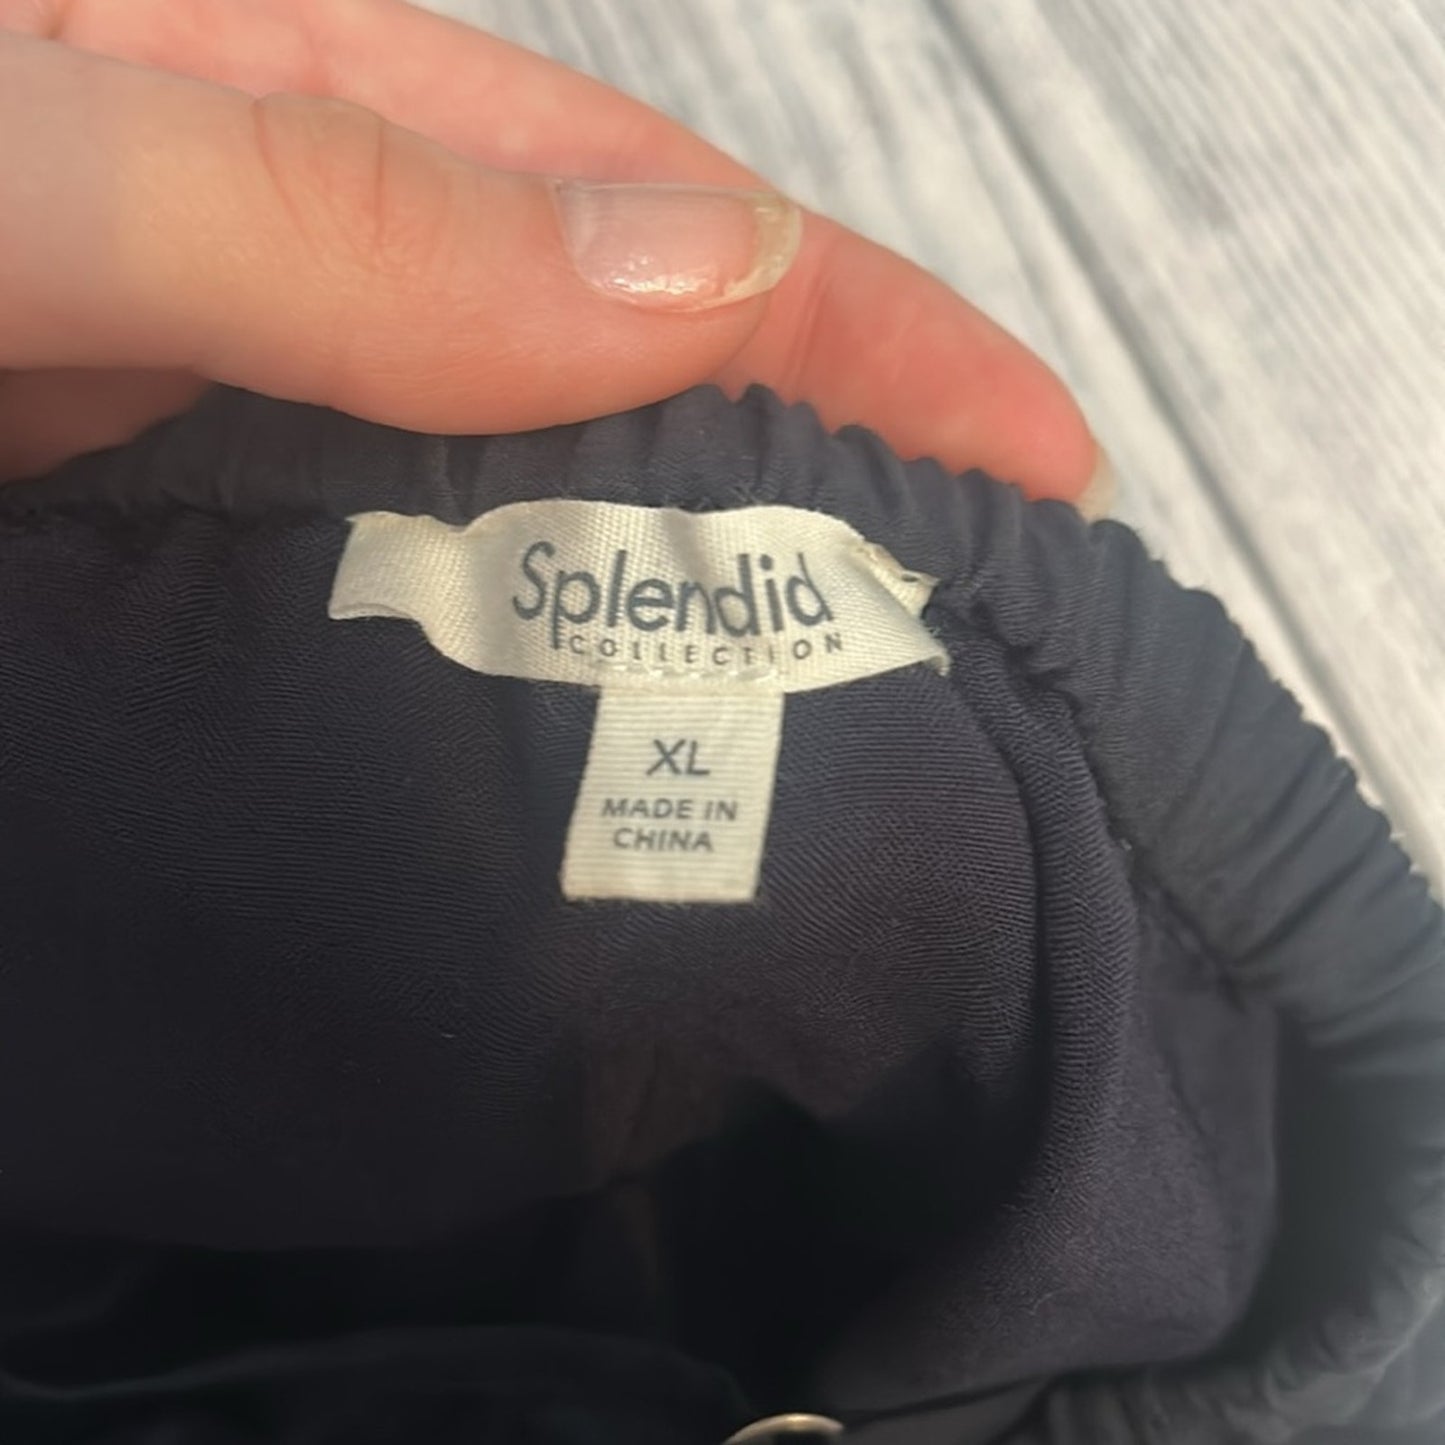 Splendid
COLLECTION
XL
MADE IN
CHINA